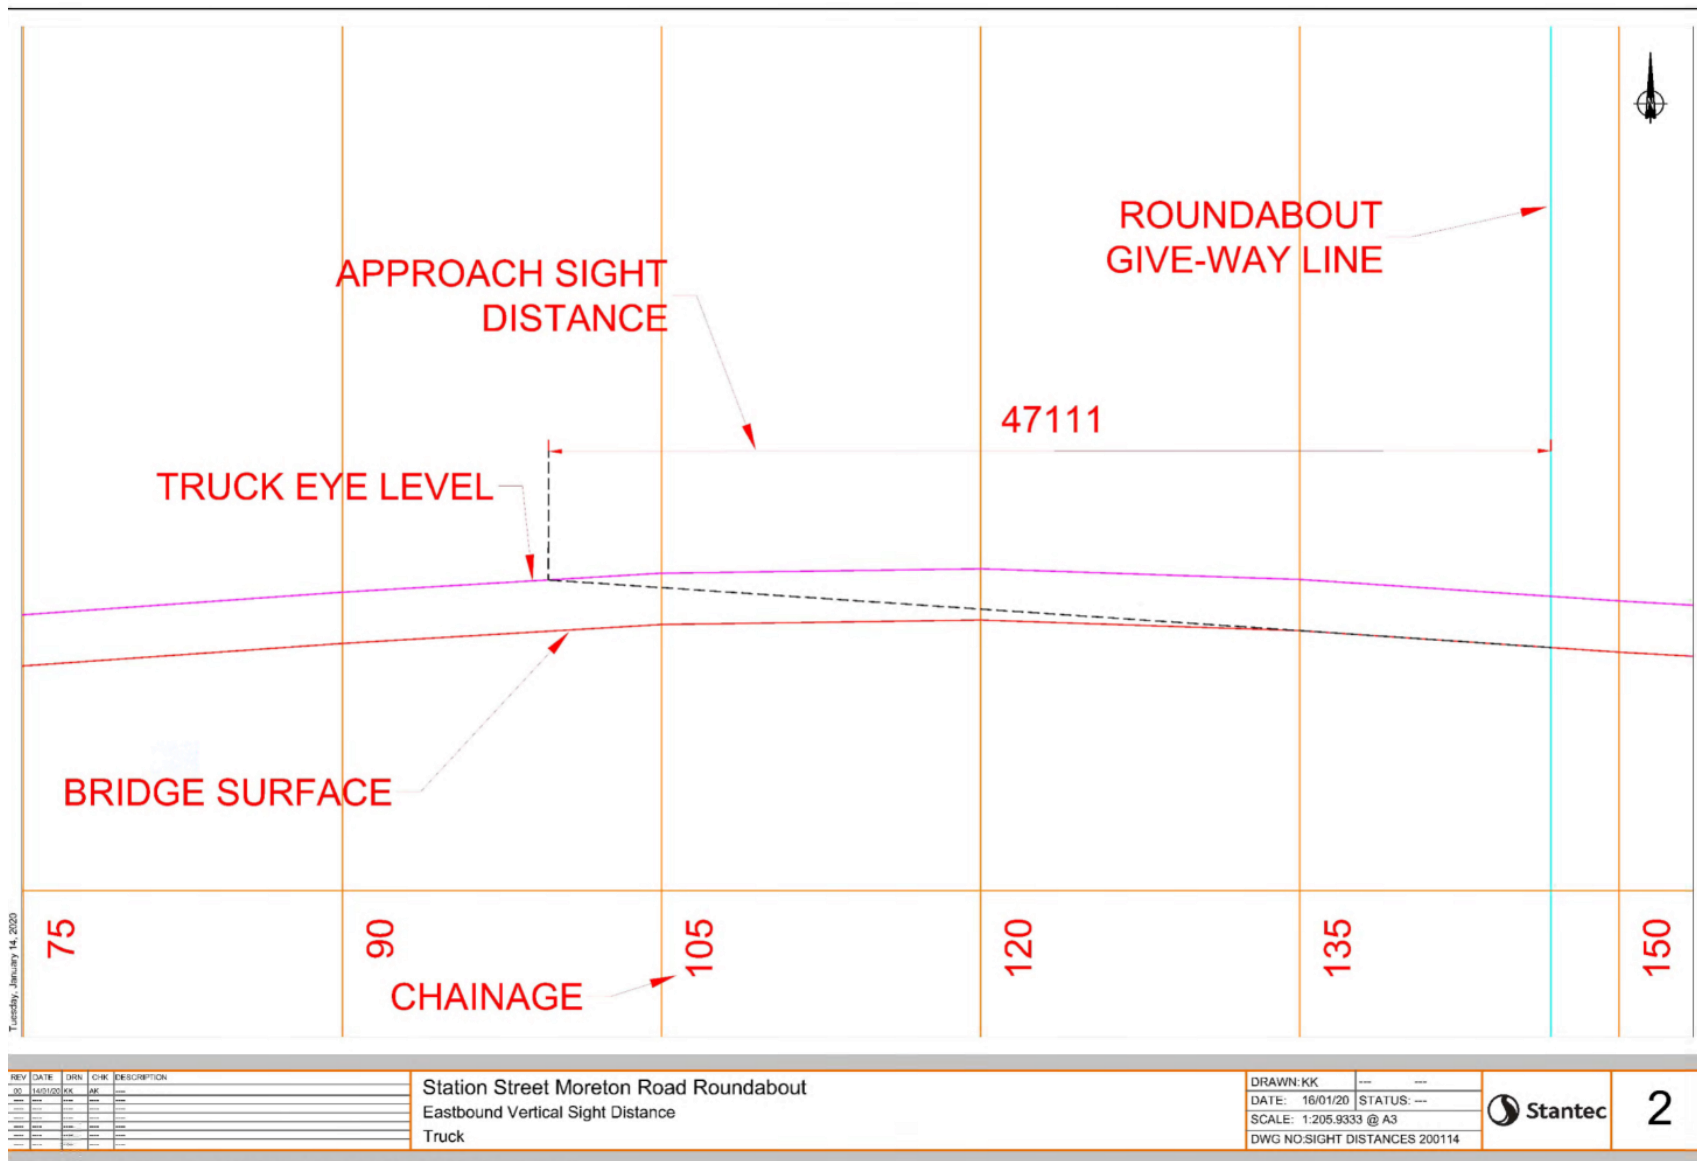 ROUNDABOUT
GIVE-WAY LINE
APPROACH SIGHT
DISTANCE
47111
TRUCK EYE LEVEL
BRIDGE SURFACE
75
90
105
120
135
150
CHAINAGE
Tuesday, January 14, 2020
REV DATE DRN CHK DESCRIPTION
00 14/01/20 KK AK ----
Station Street Moreton Road Roundabout
Eastbound Vertical Sight Distance
Truck
DRAWN: KK --- ---
DATE: 16/01/20 STATUS: ---
SCALE: 1:205.9333 @ A3
DWG NO:SIGHT DISTANCES 200114
Stantec
2